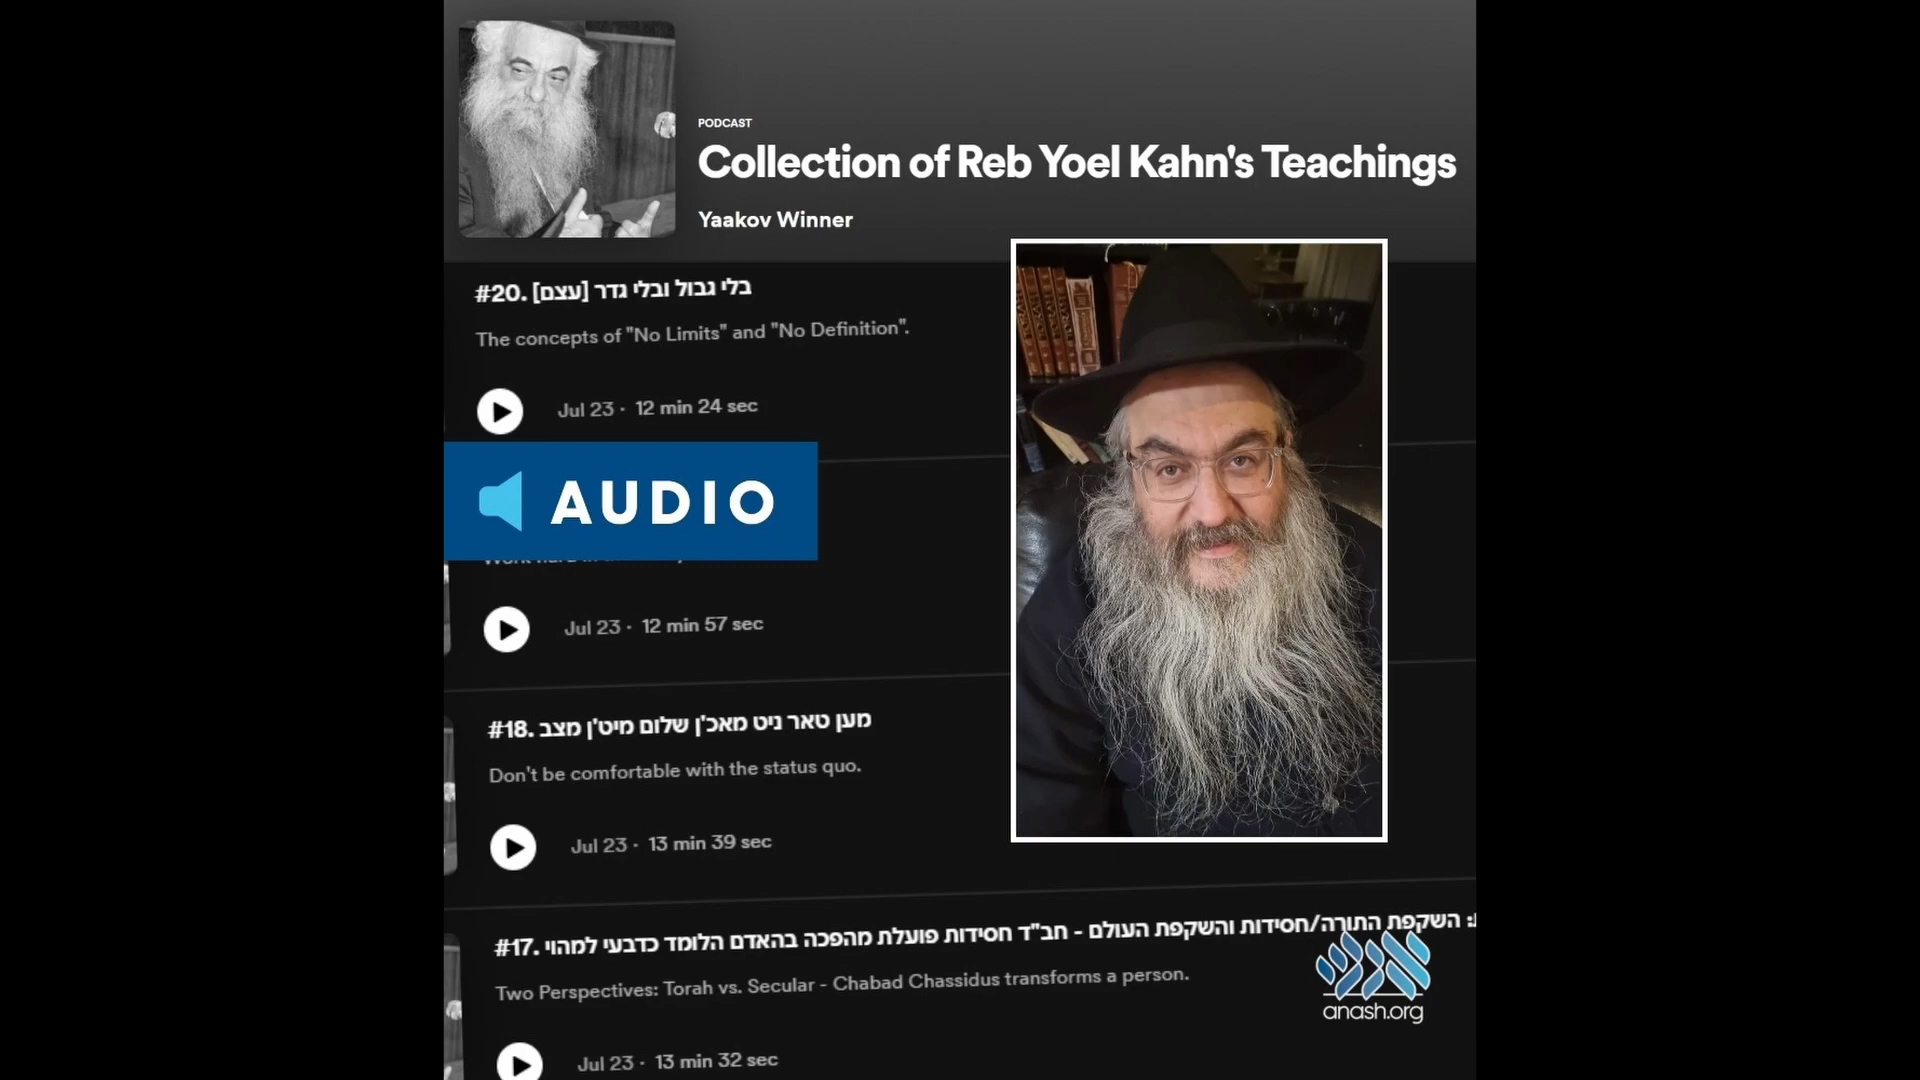 PODCAST
Collection of Reb Yoel Kahn's Teachings
Yaakov Winner
#20. בלי גבול ובלי גדר [עצם]
The concepts of "No Limits" and "No Definition".
Jul 23 · 12 min 24 sec
AUDIO
Jul 23 · 12 min 57 sec
#18. מען טאר ניט מאכ'ן שלום מיט'ן מצב
Don't be comfortable with the status quo.
Jul 23 · 13 min 39 sec
#17. השקפת התורה/חסידות והשקפת העולם - חב"ד חסידות פועלת מהפכה בהאדם הלומד כדבעי למהוי
Two Perspectives: Torah vs. Secular - Chabad Chassidus transforms a person.
אנש
anash.org
Jul 23 · 13 min 32 sec